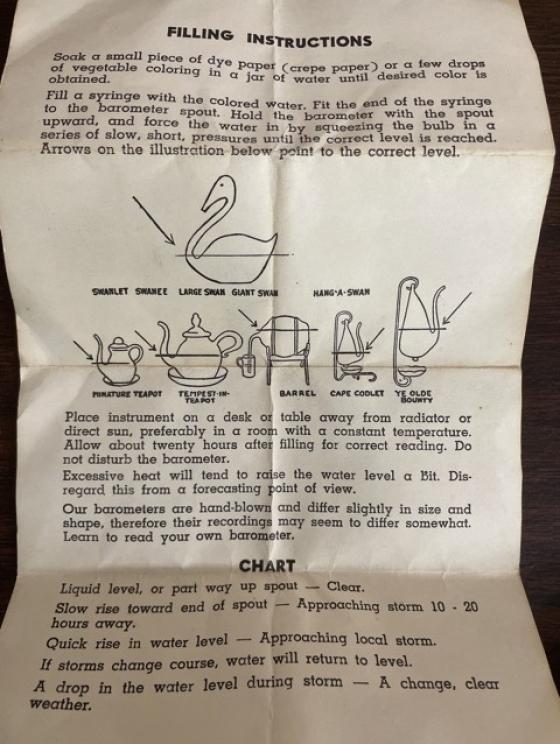 FILLING INSTRUCTIONS
Soak a small piece of dye paper (crepe paper) or a few drops
of vegetable coloring in a jar of water until desired color is
obtained.
Fill a syringe with the colored water. Fit the end of the syringe
to the barometer spout. Hold the barometer with the spout
upward, and force the water in by squeezing the bulb in a
series of slow, short, pressures until the correct level is reached.
Arrows on the illustration below point to the correct level.
SWANLET SWANEE LARGE SWAN GIANT SWAN HANG-A-SWAN
MINATURE TEAPOT TEMPEST-IN-
TEAPOT BARREL CAPE CODLET YE OLDE
BOUNTY
Place instrument on a desk or table away from radiator or
direct sun, preferably in a room with a constant temperature.
Allow about twenty hours after filling for correct reading. Do
not disturb the barometer.
Excessive heat will tend to raise the water level a Bit. Dis-
regard this from a forecasting point of view.
Our barometers are hand-blown and differ slightly in size and
shape, therefore their recordings may seem to differ somewhat.
Learn to read your own barometer.
CHART
Liquid level, or part way up spout — Clear.
Slow rise toward end of spout — Approaching storm 10 - 20
hours away.
Quick rise in water level — Approaching local storm.
If storms change course, water will return to level.
A drop in the water level during storm — A change, clear
weather.